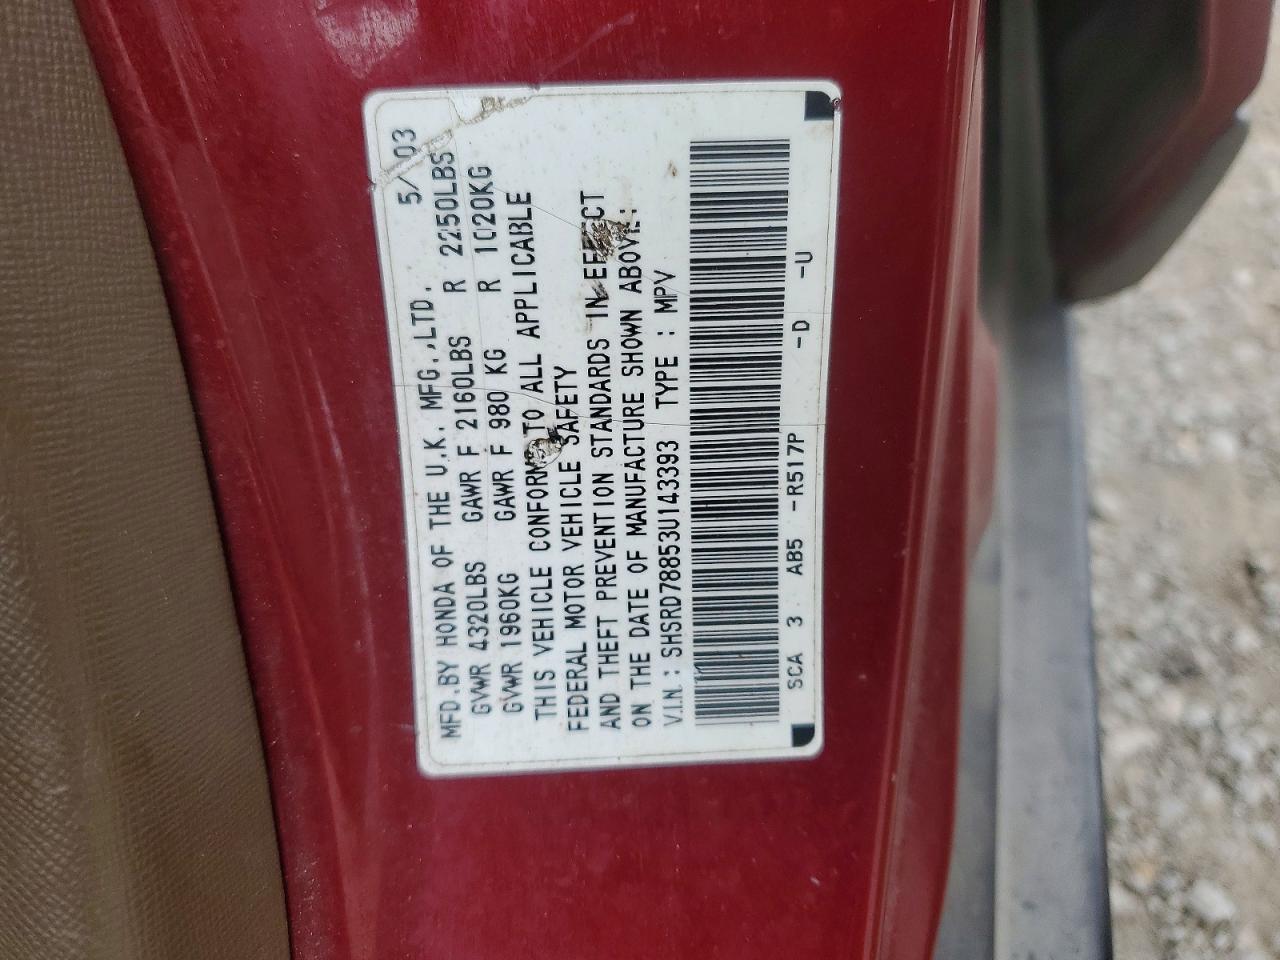 MFD.BY HONDA OF THE U.K. MFG.,LTD. 5/ 03
GVWR 4320LBS GAWR F 2160LBS R 2250LBS
GVWR 1960KG GAWR F 980 KG R 1020KG
THIS VEHICLE CONFORMS TO ALL APPLICABLE
FEDERAL MOTOR VEHICLE SAFETY
AND THEFT PREVENTION STANDARDS IN EFFECT
ON THE DATE OF MANUFACTURE SHOWN ABOVE:
V.I.N : SHSRD78853U143393 TYPE : MPV
SCA 3 AB5 -R517P -D -U